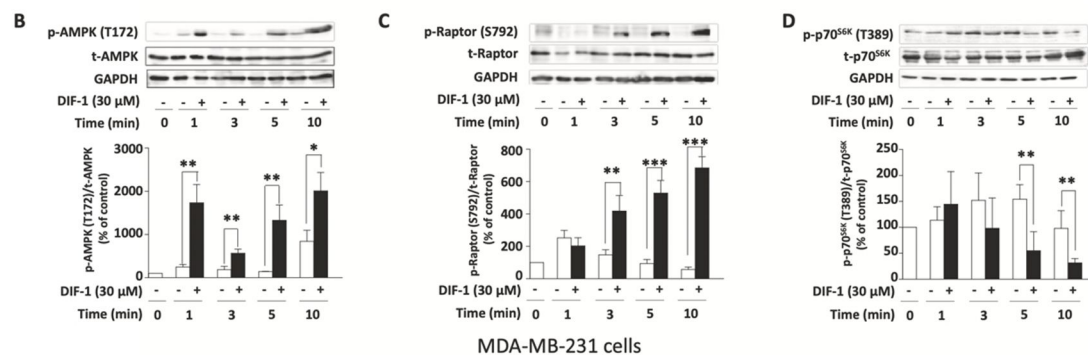 B
p-AMPK (T172)
t-AMPK
GAPDH
DIF-1 (30 μM) - - + - + - + - +
Time (min) 0 1 3 5 10
p-AMPK (T172)/t-AMPK
(% of control)
3000
2000
1000
400
200
0
** ** ** *
DIF-1 (30 μM) - - + - + - + - +
Time (min) 0 1 3 5 10
C
p-Raptor (S792)
t-Raptor
GAPDH
DIF-1 (30 μM) - - + - + - + - +
Time (min) 0 1 3 5 10
p-Raptor (S792)/t-Raptor
(% of control)
800
600
400
200
0
** *** ***
DIF-1 (30 μM) - - + - + - + - +
Time (min) 0 1 3 5 10
D
p-p70S6K (T389)
t-p70S6K
GAPDH
DIF-1 (30 μM) - - + - + - + - +
Time (min) 0 1 3 5 10
p-p70S6K (T389)/t-p70S6K
(% of control)
250
200
150
100
50
0
** **
DIF-1 (30 μM) - - + - + - + - +
Time (min) 0 1 3 5 10
MDA-MB-231 cells